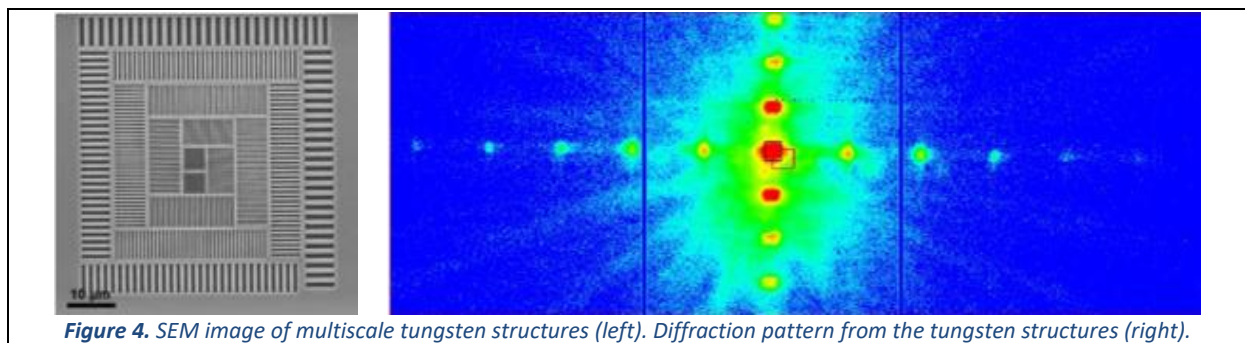 10 µm
Figure 4. SEM image of multiscale tungsten structures (left). Diffraction pattern from the tungsten structures (right).